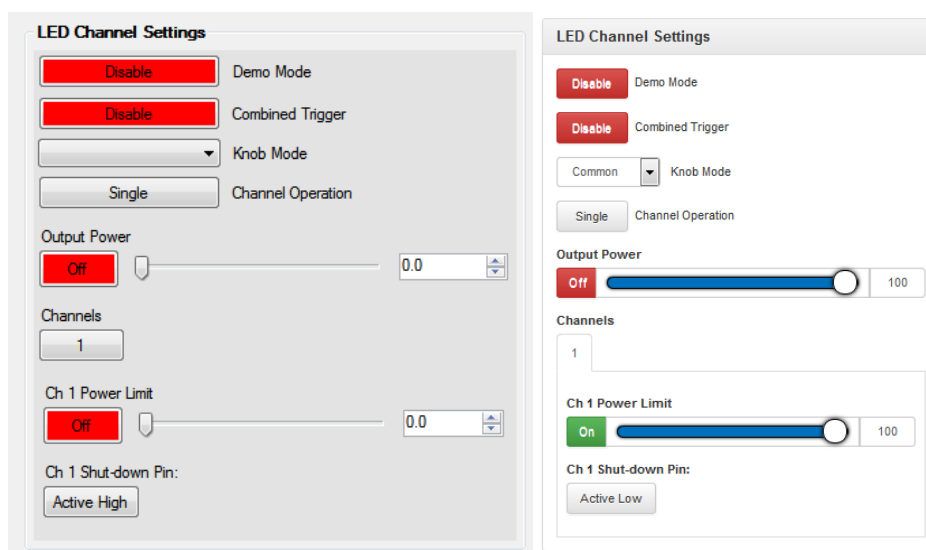 LED Channel Settings
Disable Demo Mode
Disable Combined Trigger
Knob Mode
Single Channel Operation
Output Power
Off 0.0
Channels
1
Ch 1 Power Limit
Off 0.0
Ch 1 Shut-down Pin:
Active High
LED Channel Settings
Disable Demo Mode
Disable Combined Trigger
Common Knob Mode
Single Channel Operation
Output Power
Off 100
Channels
1
Ch 1 Power Limit
On 100
Ch 1 Shut-down Pin:
Active Low